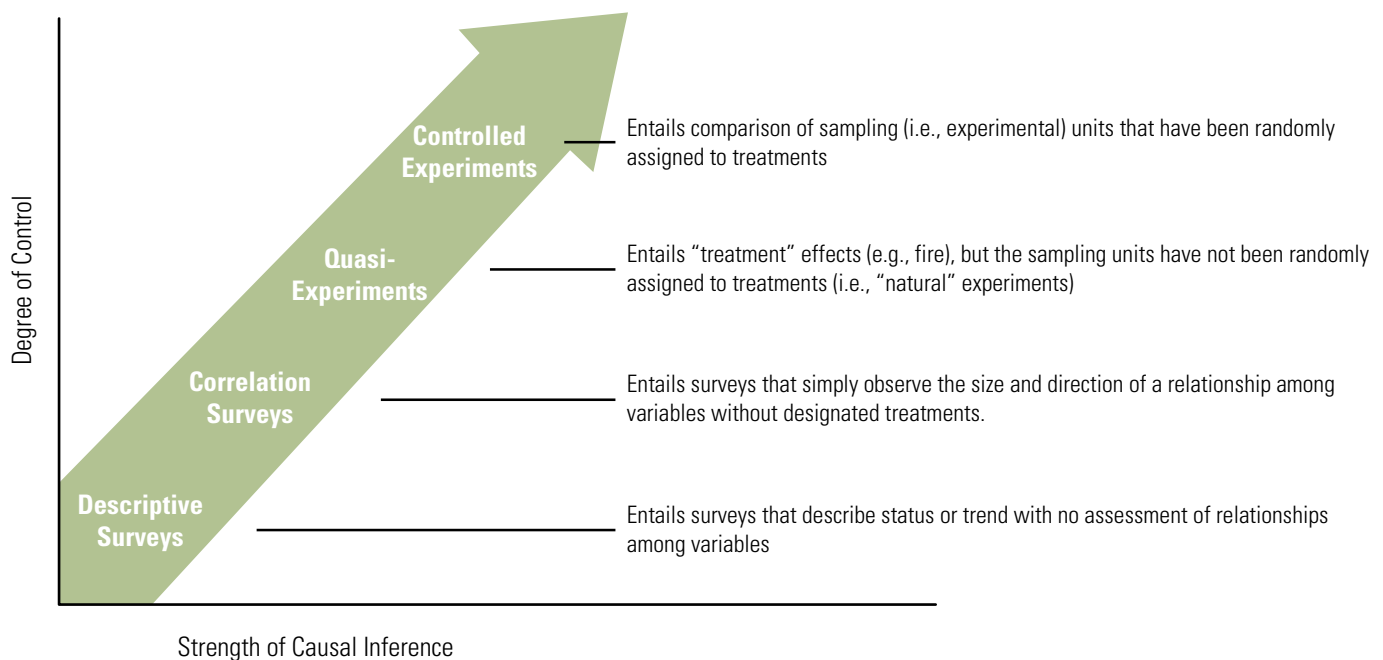 Controlled
Experiments
Entails comparison of sampling (i.e., experimental) units that have been randomly
assigned to treatments
Quasi-
Experiments
Entails “treatment” effects (e.g., fire), but the sampling units have not been randomly
assigned to treatments (i.e., “natural” experiments)
Degree of Control
Correlation
Surveys
Entails surveys that simply observe the size and direction of a relationship among
variables without designated treatments.
Descriptive
Surveys
Entails surveys that describe status or trend with no assessment of relationships
among variables
Strength of Causal Inference